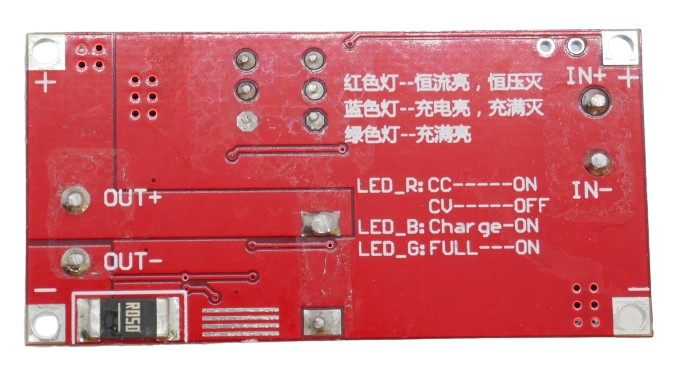 +
+
红色灯--恒流亮，恒压灭
IN+
蓝色灯--充电亮，充满灭
绿色灯--充满亮
OUT+
LED_R:CC-----ON
IN-
CV-----OFF
LED_B:Charge-ON
OUT-
LED_G:FULL---ON
-
-
R050